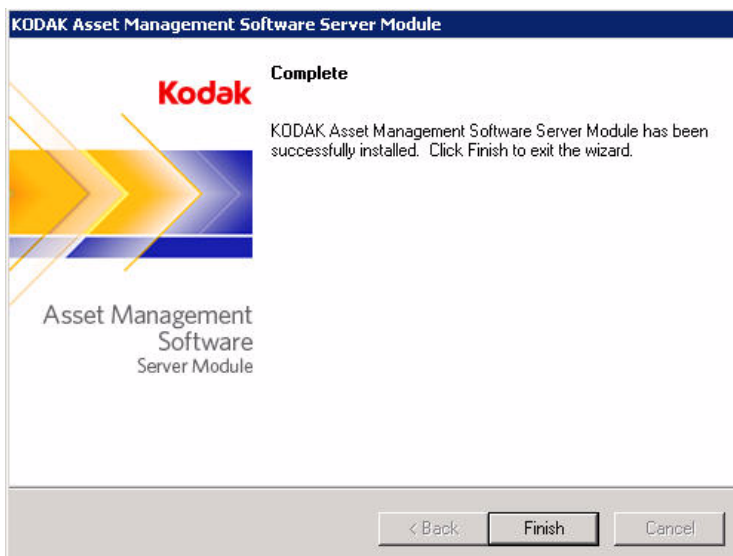 KODAK Asset Management Software Server Module
Kodak
Complete
KODAK Asset Management Software Server Module has been
successfully installed. Click Finish to exit the wizard.
Asset Management
Software
Server Module
< Back
Finish
Cancel